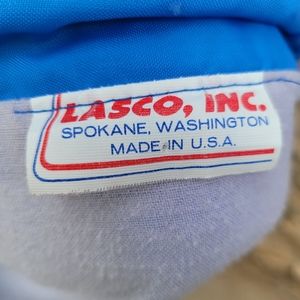 LASCO, INC.
SPOKANE, WASHINGTON
MADE IN U.S.A.